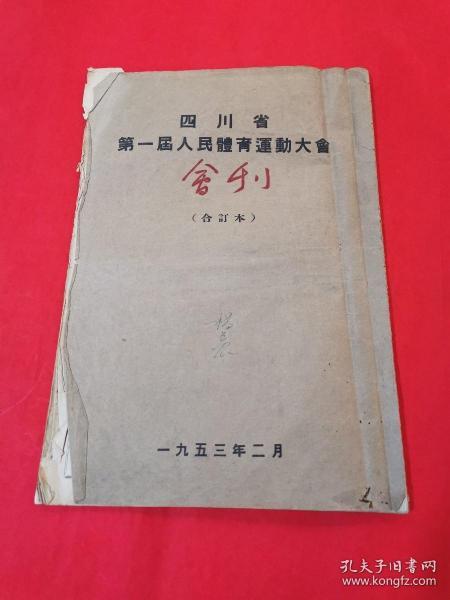 四川省
第一屆人民體育運動大會
會刊
（合訂本）
一九五三年二月
孔夫子旧书网
www.kongfz.com